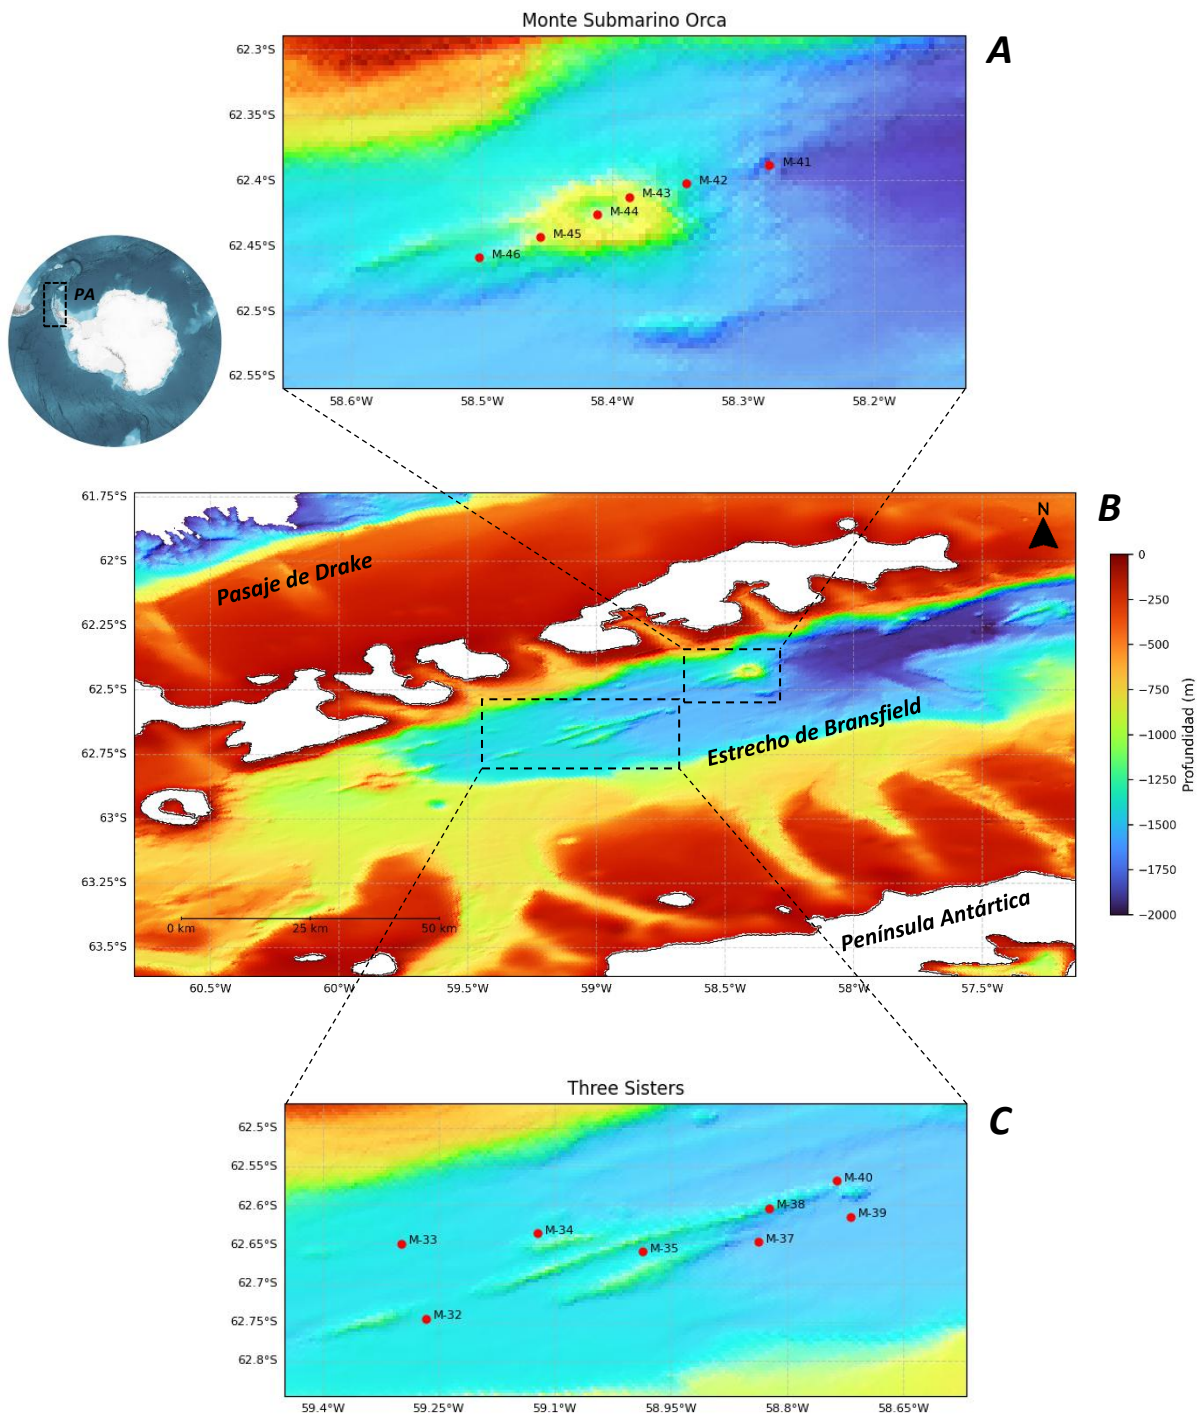 Monte Submarino Orca
A
62.3°S
62.35°S
62.4°S
62.45°S
62.5°S
62.55°S
M-41
M-42
M-43
M-44
M-45
M-46
58.6°W
58.5°W
58.4°W
58.3°W
58.2°W
PA
B
61.75°S
62°S
62.25°S
62.5°S
62.75°S
63°S
63.25°S
63.5°S
N
Pasaje de Drake
Estrecho de Bransfield
Península Antártica
0 km
25 km
50 km
60.5°W
60°W
59.5°W
59°W
58.5°W
58°W
57.5°W
0
−250
−500
−750
−1000
−1250
−1500
−1750
−2000
Profundidad (m)
Three Sisters
C
62.5°S
62.55°S
62.6°S
62.65°S
62.7°S
62.75°S
62.8°S
M-40
M-38
M-39
M-34
M-33
M-35
M-37
M-32
59.4°W
59.25°W
59.1°W
58.95°W
58.8°W
58.65°W